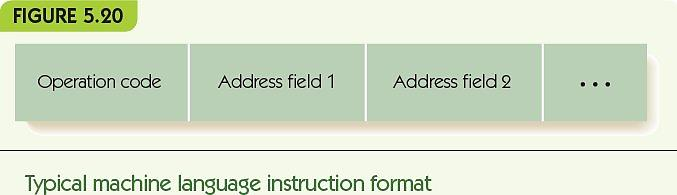 FIGURE 5.20
Operation code Address field 1 Address field 2 ...
Typical machine language instruction format